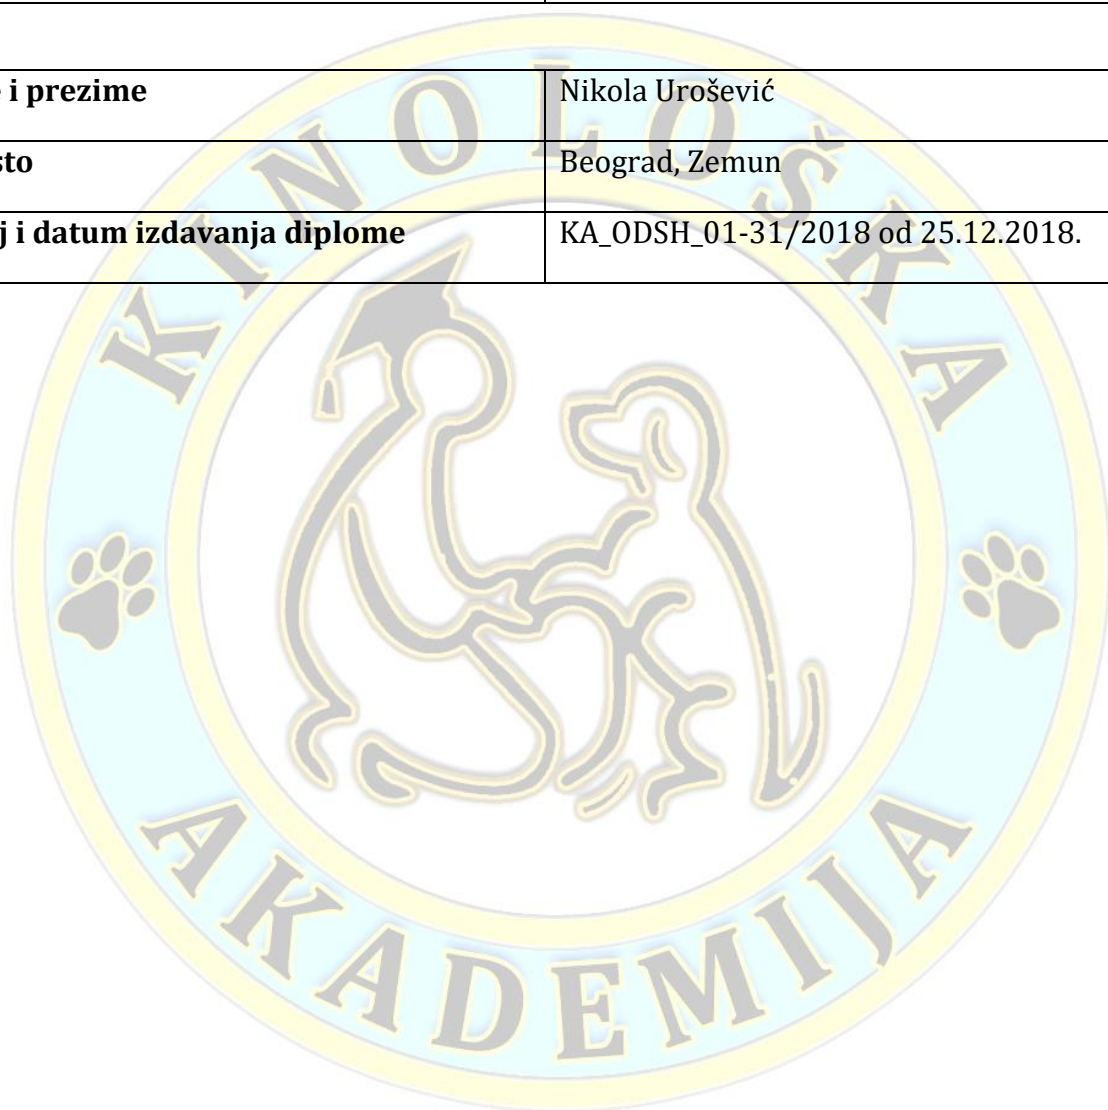 i prezime
Nikola Urošević
sto
Beograd, Zemun
j i datum izdavanja diplome
KA_ODSH_01-31/2018 od 25.12.2018.
KINOLOŠKA
AKADEMIJA